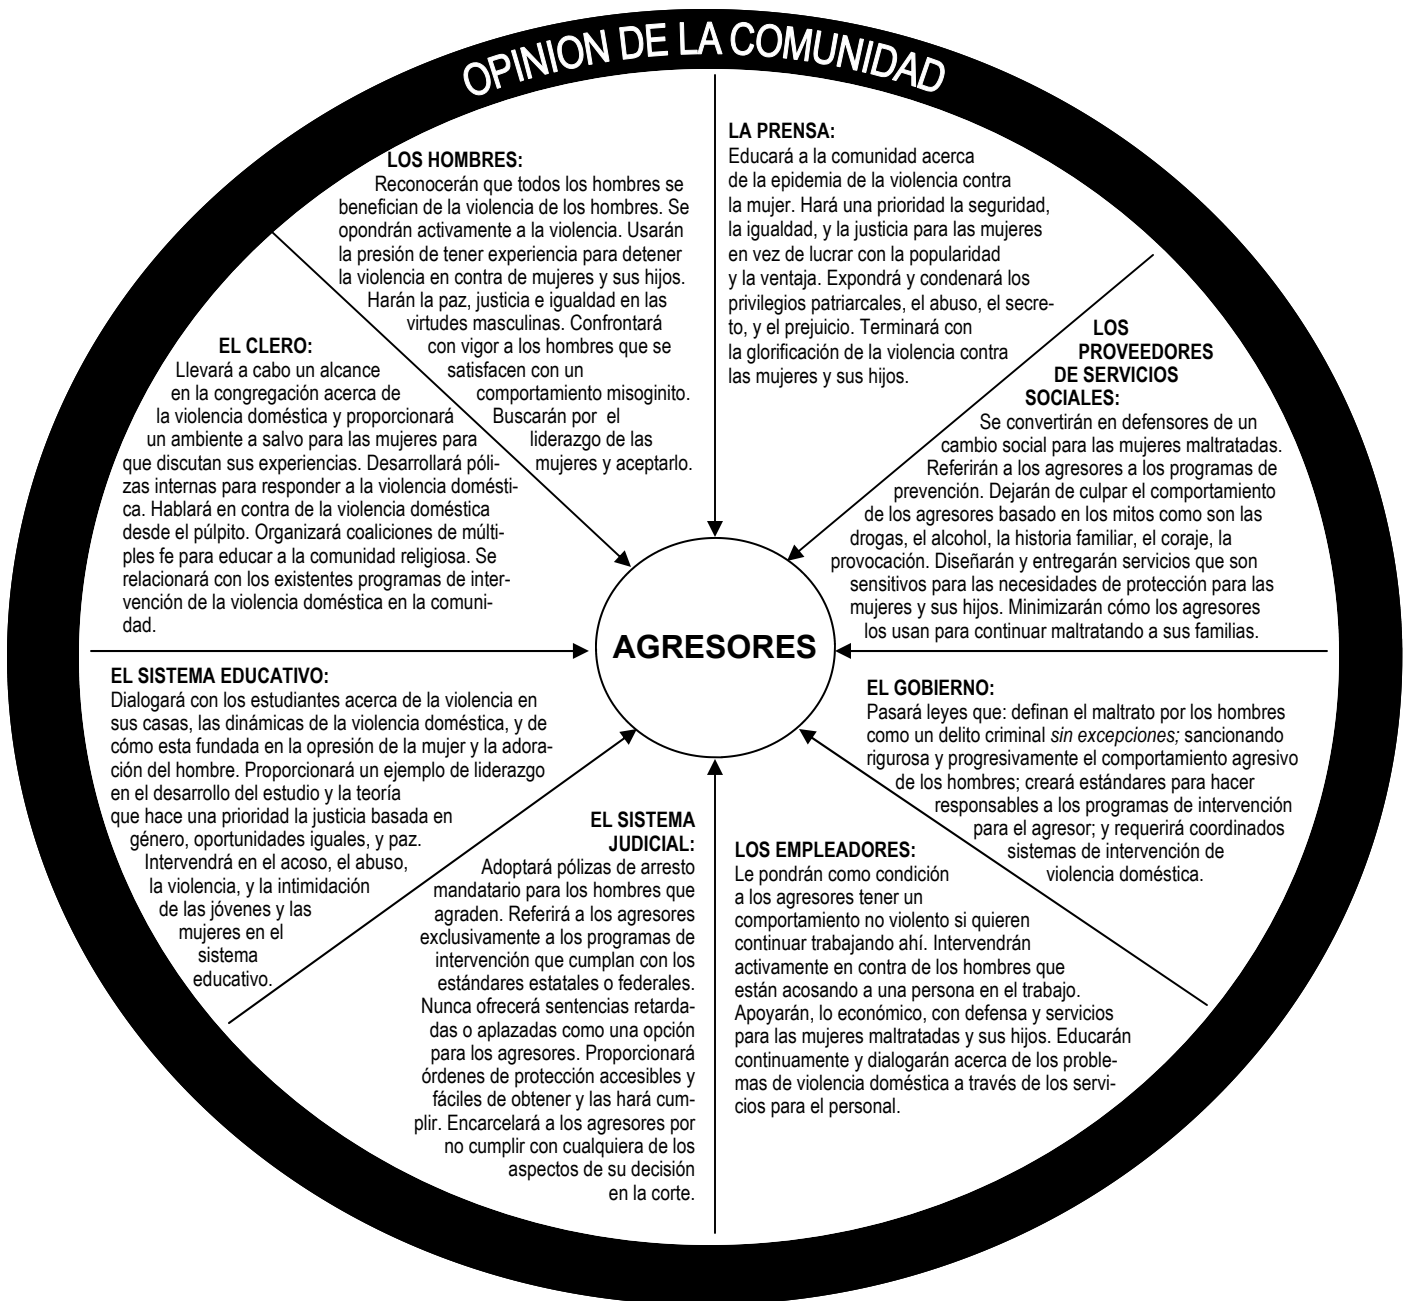 OPINION DE LA COMUNIDAD
LA PRENSA:
Educará a la comunidad acerca
de la epidemia de la violencia contra
la mujer. Hará una prioridad la seguridad,
la igualdad, y la justicia para las mujeres
en vez de lucrar con la popularidad
y la ventaja. Expondrá y condenará los
privilegios patriarcales, el abuso, el secre-
to, y el prejuicio. Terminará con
la glorificación de la violencia contra
las mujeres y sus hijos.
LOS
PROVEEDORES
DE SERVICIOS
SOCIALES:
Se convertirán en defensores de un
cambio social para las mujeres maltratadas.
Referirán a los agresores a los programas de
prevención. Dejarán de culpar el comportamiento
de los agresores basado en los mitos como son las
drogas, el alcohol, la historia familiar, el coraje, la
provocación. Diseñarán y entregarán servicios que son
sensitivos para las necesidades de protección para las
mujeres y sus hijos. Minimizarán cómo los agresores
los usan para continuar maltratando a sus familias.
EL GOBIERNO:
Pasará leyes que: definan el maltrato por los hombres
como un delito criminal sin excepciones; sancionando
rigurosa y progresivamente el comportamiento agresivo
de los hombres; creará estándares para hacer
responsables a los programas de intervención
para el agresor; y requerirá coordinados
sistemas de intervención de
violencia doméstica.
LOS EMPLEADORES:
Le pondrán como condición
a los agresores tener un
comportamiento no violento si quieren
continuar trabajando ahí. Intervendrán
activamente en contra de los hombres que
están acosando a una persona en el trabajo.
Apoyarán, lo económico, con defensa y servicios
para las mujeres maltratadas y sus hijos. Educarán
continuamente y dialogarán acerca de los proble-
mas de violencia doméstica a través de los servi-
cios para el personal.
EL SISTEMA
JUDICIAL:
Adoptará pólizas de arresto
mandatario para los hombres que
agraden. Referirá a los agresores
exclusivamente a los programas de
intervención que cumplan con los
estándares estatales o federales.
Nunca ofrecerá sentencias retarda-
das o aplazadas como una opción
para los agresores. Proporcionará
órdenes de protección accesibles y
fáciles de obtener y las hará cum-
plir. Encarcelará a los agresores por
no cumplir con cualquiera de los
aspectos de su decisión
en la corte.
EL SISTEMA EDUCATIVO:
Dialogará con los estudiantes acerca de la violencia en
sus casas, las dinámicas de la violencia doméstica, y de
cómo esta fundada en la opresión de la mujer y la adora-
ción del hombre. Proporcionará un ejemplo de liderazgo
en el desarrollo del estudio y la teoría
que hace una prioridad la justicia basada en
género, oportunidades iguales, y paz.
Intervendrá en el acoso, el abuso,
la violencia, y la intimidación
de las jóvenes y las
mujeres en el
sistema
educativo.
EL CLERO:
Llevará a cabo un alcance
en la congregación acerca de
la violencia doméstica y proporcionará
un ambiente a salvo para las mujeres para
que discutan sus experiencias. Desarrollará póli-
zas internas para responder a la violencia domésti-
ca. Hablará en contra de la violencia doméstica
desde el púlpito. Organizará coaliciones de múlti-
ples fe para educar a la comunidad religiosa. Se
relacionará con los existentes programas de inter-
vención de la violencia doméstica en la comuni-
dad.
LOS HOMBRES:
Reconocerán que todos los hombres se
benefician de la violencia de los hombres. Se
opondrán activamente a la violencia. Usarán
la presión de tener experiencia para detener
la violencia en contra de mujeres y sus hijos.
Harán la paz, justicia e igualdad en las
virtudes masculinas. Confrontará
con vigor a los hombres que se
satisfacen con un
comportamiento misoginito.
Buscarán por el
liderazgo de las
mujeres y aceptarlo.
AGRESORES